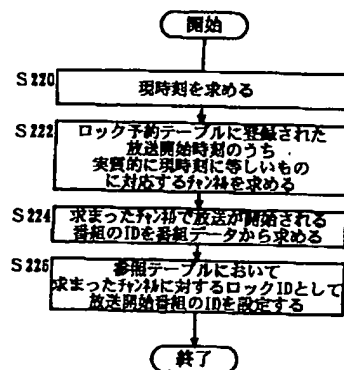 開始
S220
現時刻を求める
S222
ロック予約テーブルに登録された
放送開始時刻のうち
実質的に現時刻に等しいもの
に対応するチャンネルを求める
S224
求まったチャンネルで放送が開始される
番組のIDを番組データから求める
S226
参照テーブルにおいて
求まったチャンネルに対するロックIDとして
放送開始番組のIDを設定する
終了